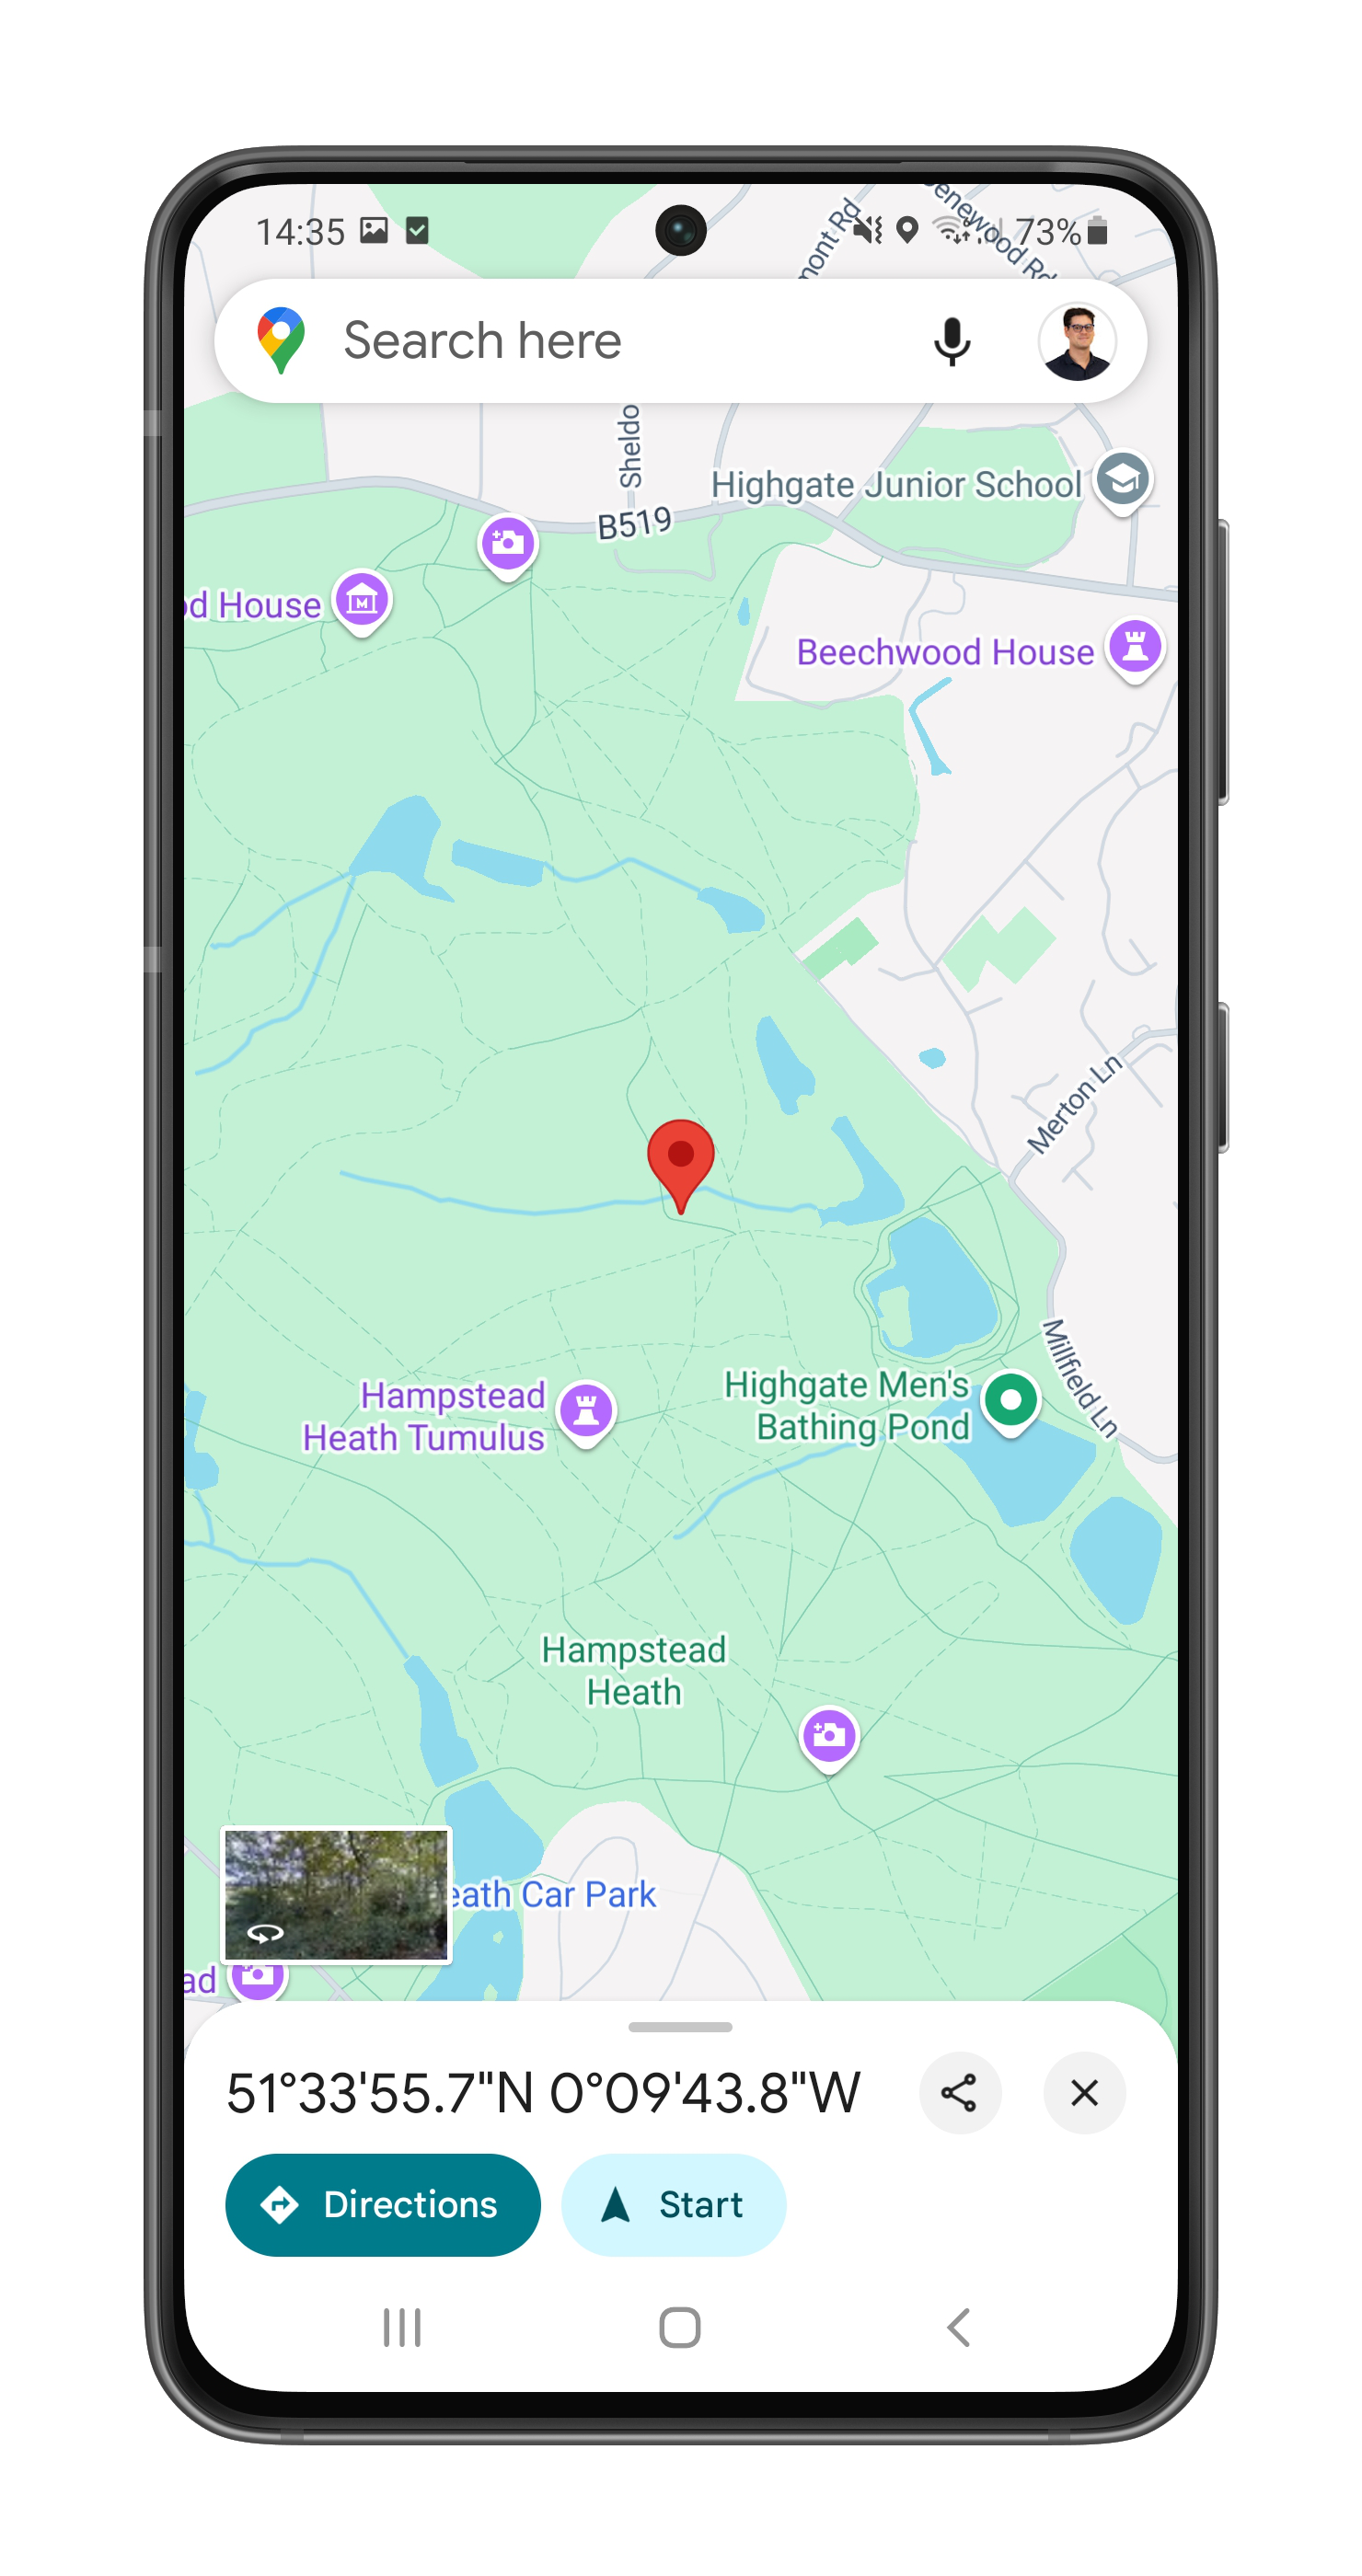 14:35
73%
mont Rd
Denewood Rd
Search here
Sheldo
Highgate Junior School
B519
od House
Beechwood House
Merton Ln
Millfield Ln
Hampstead
Heath Tumulus
Highgate Men's
Bathing Pond
Hampstead
Heath
eath Car Park
ad
51°33'55.7"N 0°09'43.8"W
Directions
Start